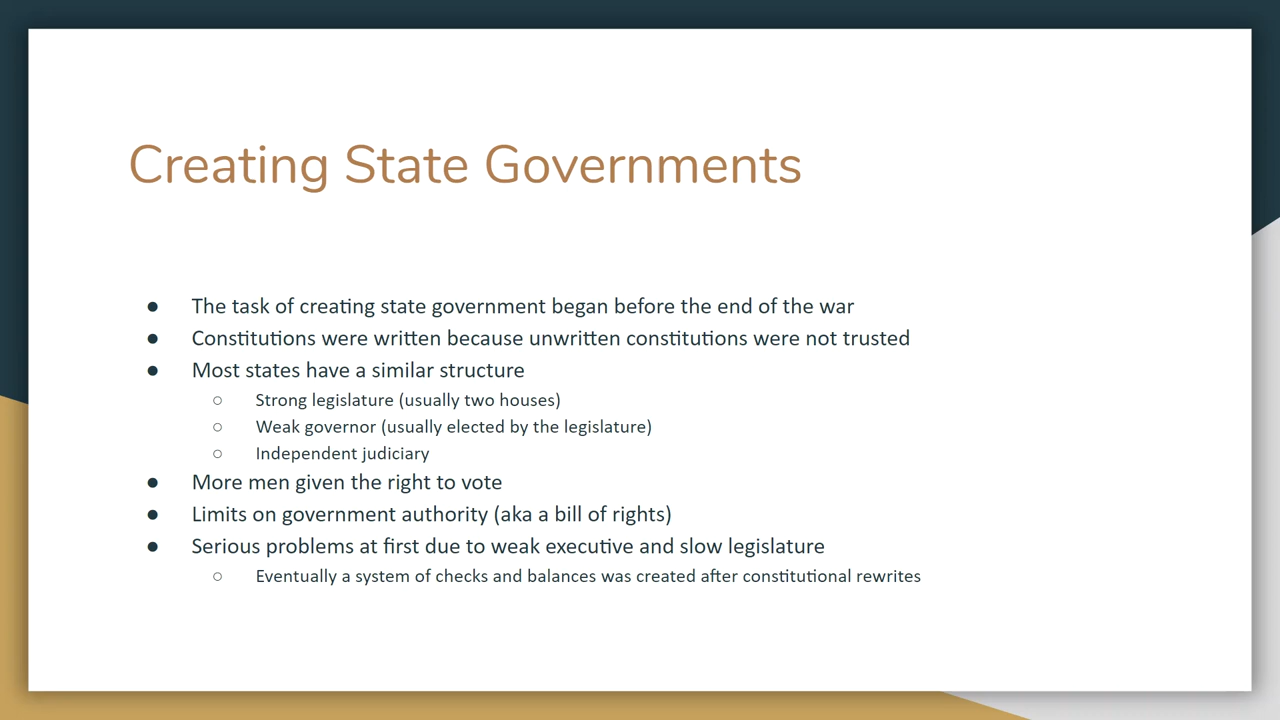 Creating State Governments
● The task of creating state government began before the end of the war
● Constitutions were written because unwritten constitutions were not trusted
● Most states have a similar structure
○ Strong legislature (usually two houses)
○ Weak governor (usually elected by the legislature)
○ Independent judiciary
● More men given the right to vote
● Limits on government authority (aka a bill of rights)
● Serious problems at first due to weak executive and slow legislature
○ Eventually a system of checks and balances was created after constitutional rewrites